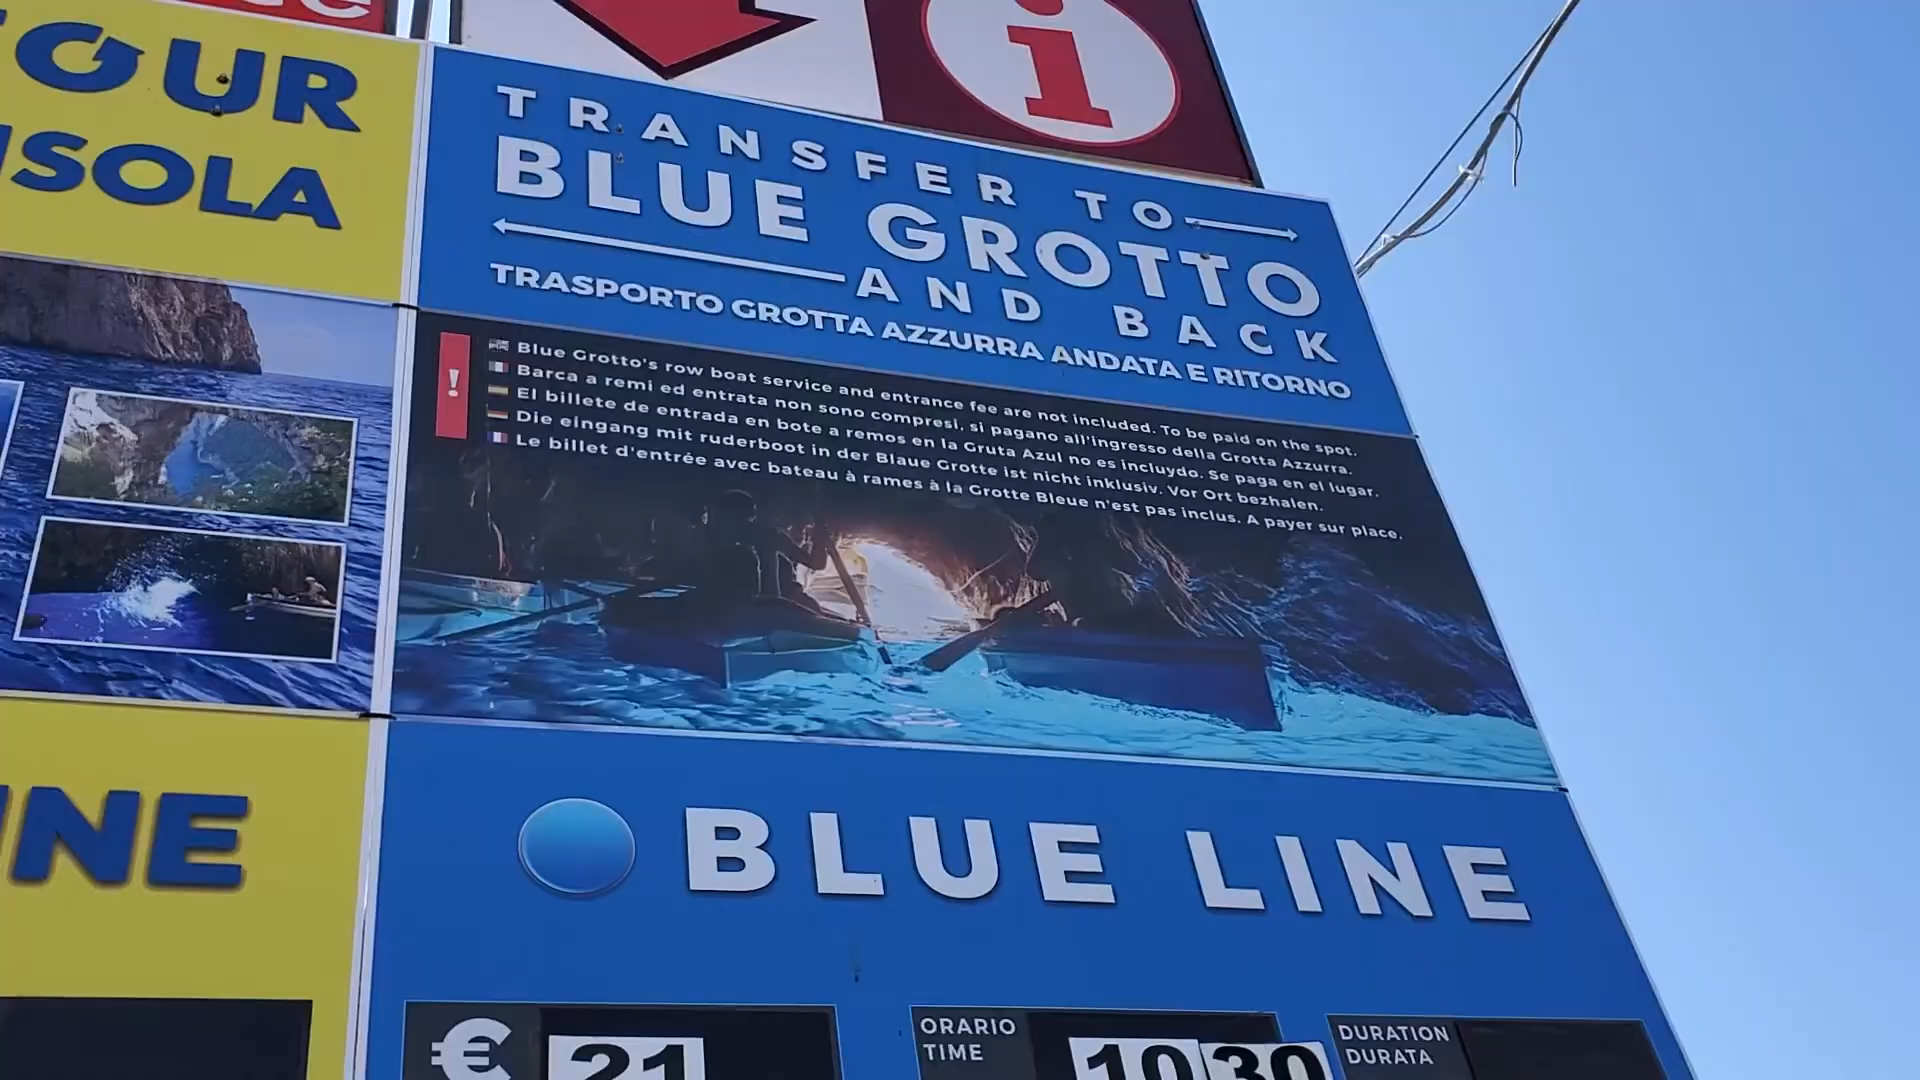 TOUR
ISOLA
INE
i
TRANSFER TO
BLUE GROTTO
AND BACK
TRASPORTO GROTTA AZZURRA ANDATA E RITORNO
!
Blue Grotto's row boat service and entrance fee are not included. To be paid on the spot.
Barca a remi ed entrata non sono compresi, si pagano all'ingresso della Grotta Azzurra.
El billete de entrada en bote a remos en la Gruta Azul no es incluydo. Se paga en el lugar.
Die eingang mit ruderboot in der Blaue Grotte ist nicht inklusiv. Vor Ort bezhalen.
Le billet d'entrée avec bateau à rames à la Grotte Bleue n'est pas inclus. A payer sur place.
BLUE LINE
€ 21
ORARIO
TIME
10 30
DURATION
DURATA